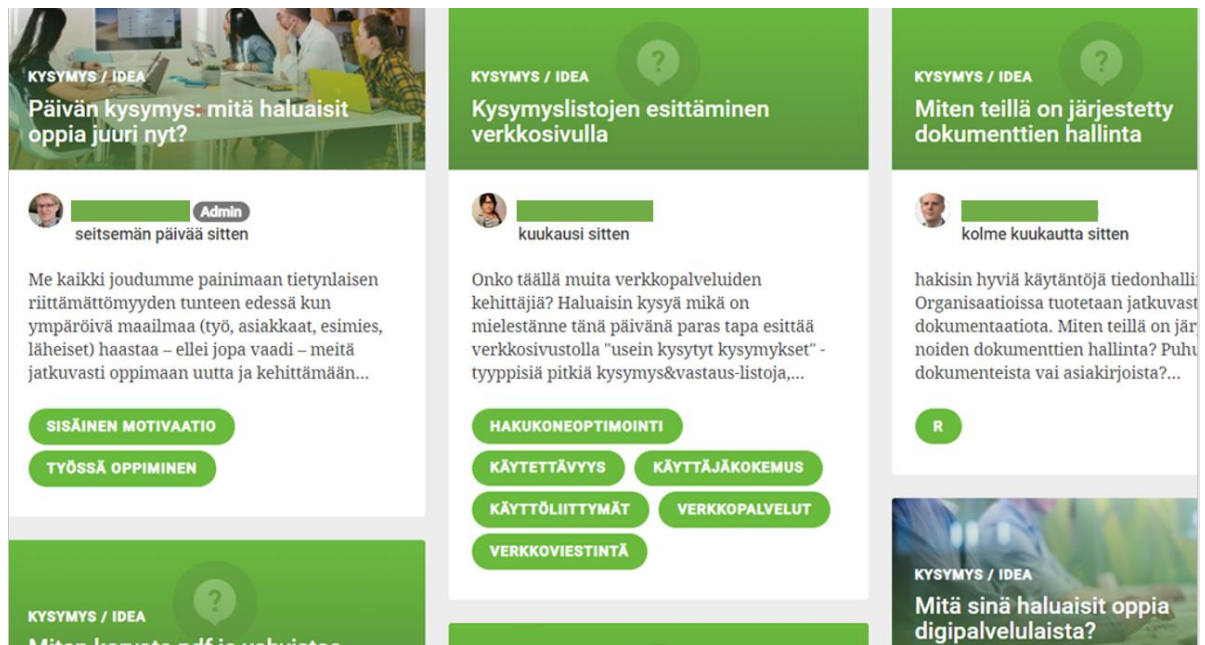 KYSYMYS / IDEA
Päivän kysymys: mitä haluaisit
oppia juuri nyt?
Admin
seitsemän päivää sitten
Me kaikki joudumme painimaan tietynlaisen
riittämättömyyden tunteen edessä kun
ympäröivä maailmaa (työ, asiakkaat, esimies,
läheiset) haastaa – ellei jopa vaadi – meitä
jatkuvasti oppimaan uutta ja kehittämään...
SISÄINEN MOTIVAATIO
TYÖSSÄ OPPIMINEN
KYSYMYS / IDEA
KYSYMYS / IDEA
Kysymyslistojen esittäminen
verkkosivulla
kuukausi sitten
Onko täällä muita verkkopalveluiden
kehittäjiä? Haluaisin kysyä mikä on
mielestänne tänä päivänä paras tapa esittää
verkkosivustolla "usein kysytyt kysymykset" -
tyyppisiä pitkiä kysymys&vastaus-listoja,...
HAKUKONEOPTIMOINTI
KÄYTETTÄVYYS KÄYTTÄJÄKOKEMUS
KÄYTTÖLIITTYMÄT VERKKOPALVELUT
VERKKOVIESTINTÄ
KYSYMYS / IDEA
Miten teillä on järjestetty
dokumenttien hallinta
kolme kuukautta sitten
hakisin hyviä käytäntöjä
Organisaatioissa tuotetaan
dokumentaatiota. Miten teillä on
noiden dokumenttien hallinta?
dokumenteista vai asiakirjoista?...
R
KYSYMYS / IDEA
Mitä sinä haluaisit oppia
digipalvelulaista?